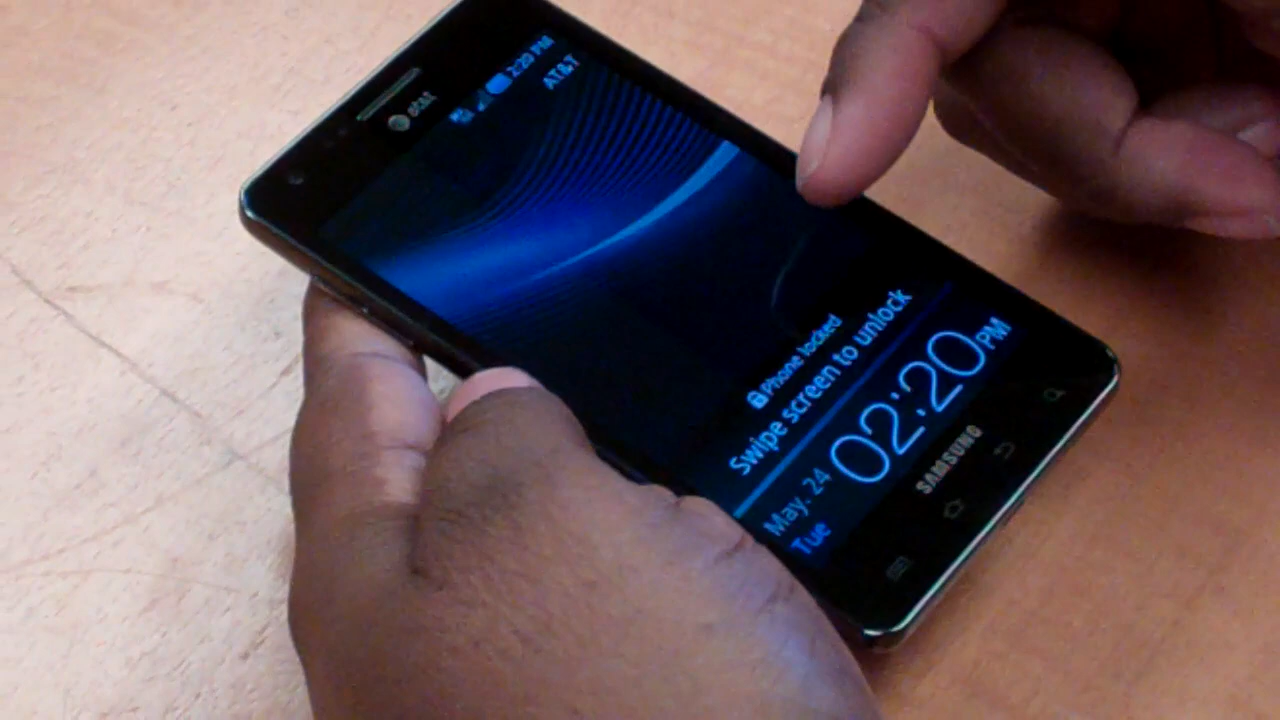 2:20 PM
AT&T
at&t
Phone locked
Swipe screen to unlock
02:20PM
May. 24
Tue
SAMSUNG